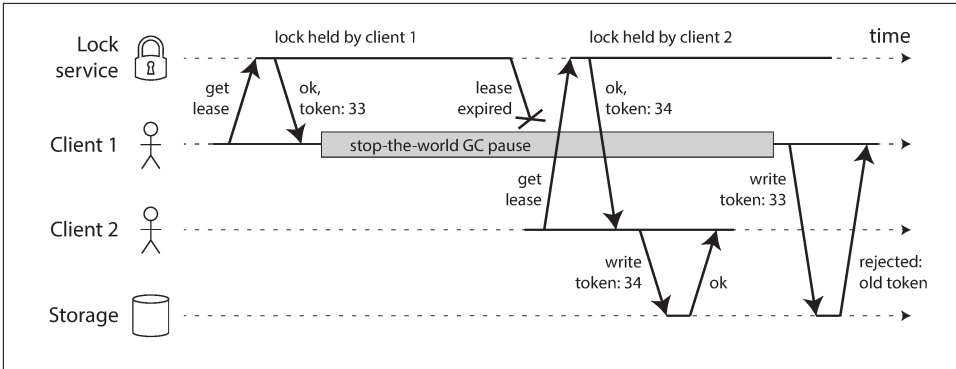 Lock
service
lock held by client 1
lock held by client 2
time
get
lease
ok,
token: 33
lease
expired
ok,
token: 34
Client 1
stop-the-world GC pause
get
lease
write
token: 33
Client 2
write
token: 34
ok
rejected:
old token
Storage